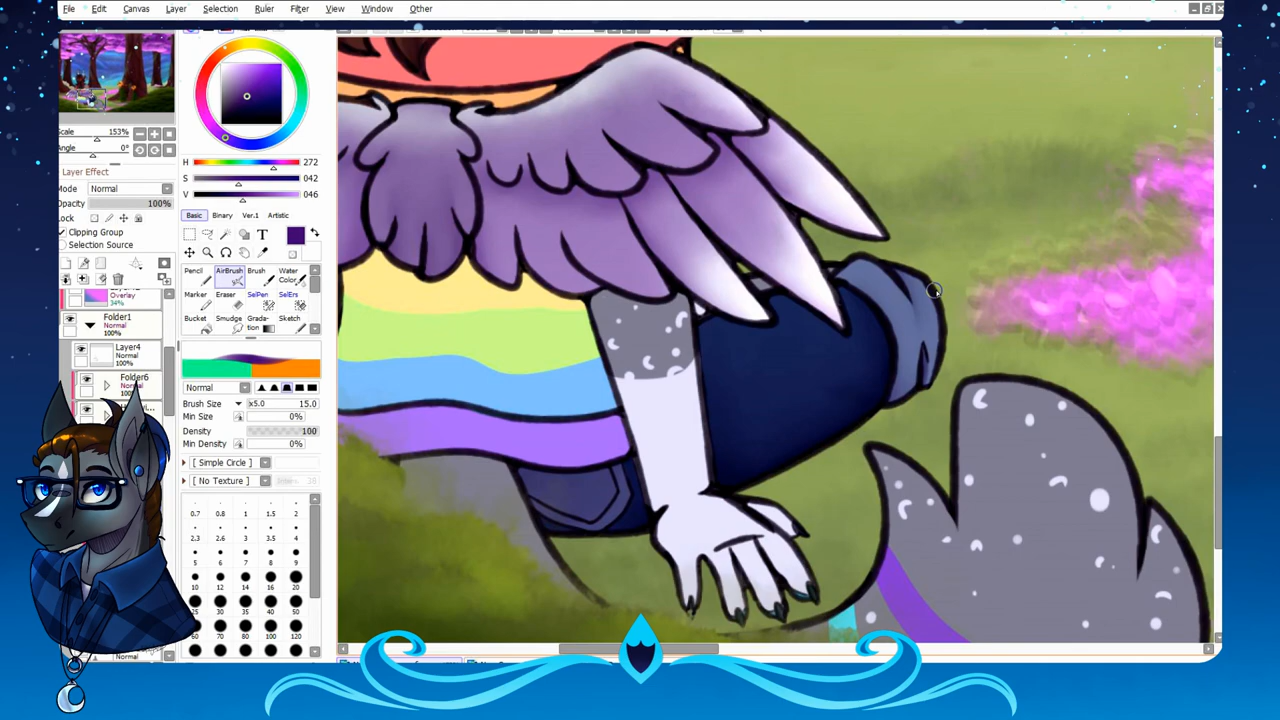 File Edit Canvas Layer Selection Ruler Filter View Window Other
Scale 153%
Angle 0°
Layer Effect
Mode Normal
Opacity 100%
Lock
Clipping Group
Selection Source
Overlay
34%
Folder1
Normal
100%
Layer4
Normal
100%
Folder6
Normal
100%
Normal
H 272
S 042
V 046
Basic Binary Ver.1 Artistic
T
Pencil AirBrush Brush Water Color
Marker Eraser SelPen SelErs
Bucket Smudge Grada-tion Sketch
Normal
Brush Size x5.0 15.0
Min Size 0%
Density 100
Min Density 0%
[ Simple Circle ]
[ No Texture ]
0.7 0.8 1 1.5 2
2.3 2.6 3 3.5 4
5 6 7 8 9
10 12 14 16 20
25 30 35 40 50
60 70 80 100 120